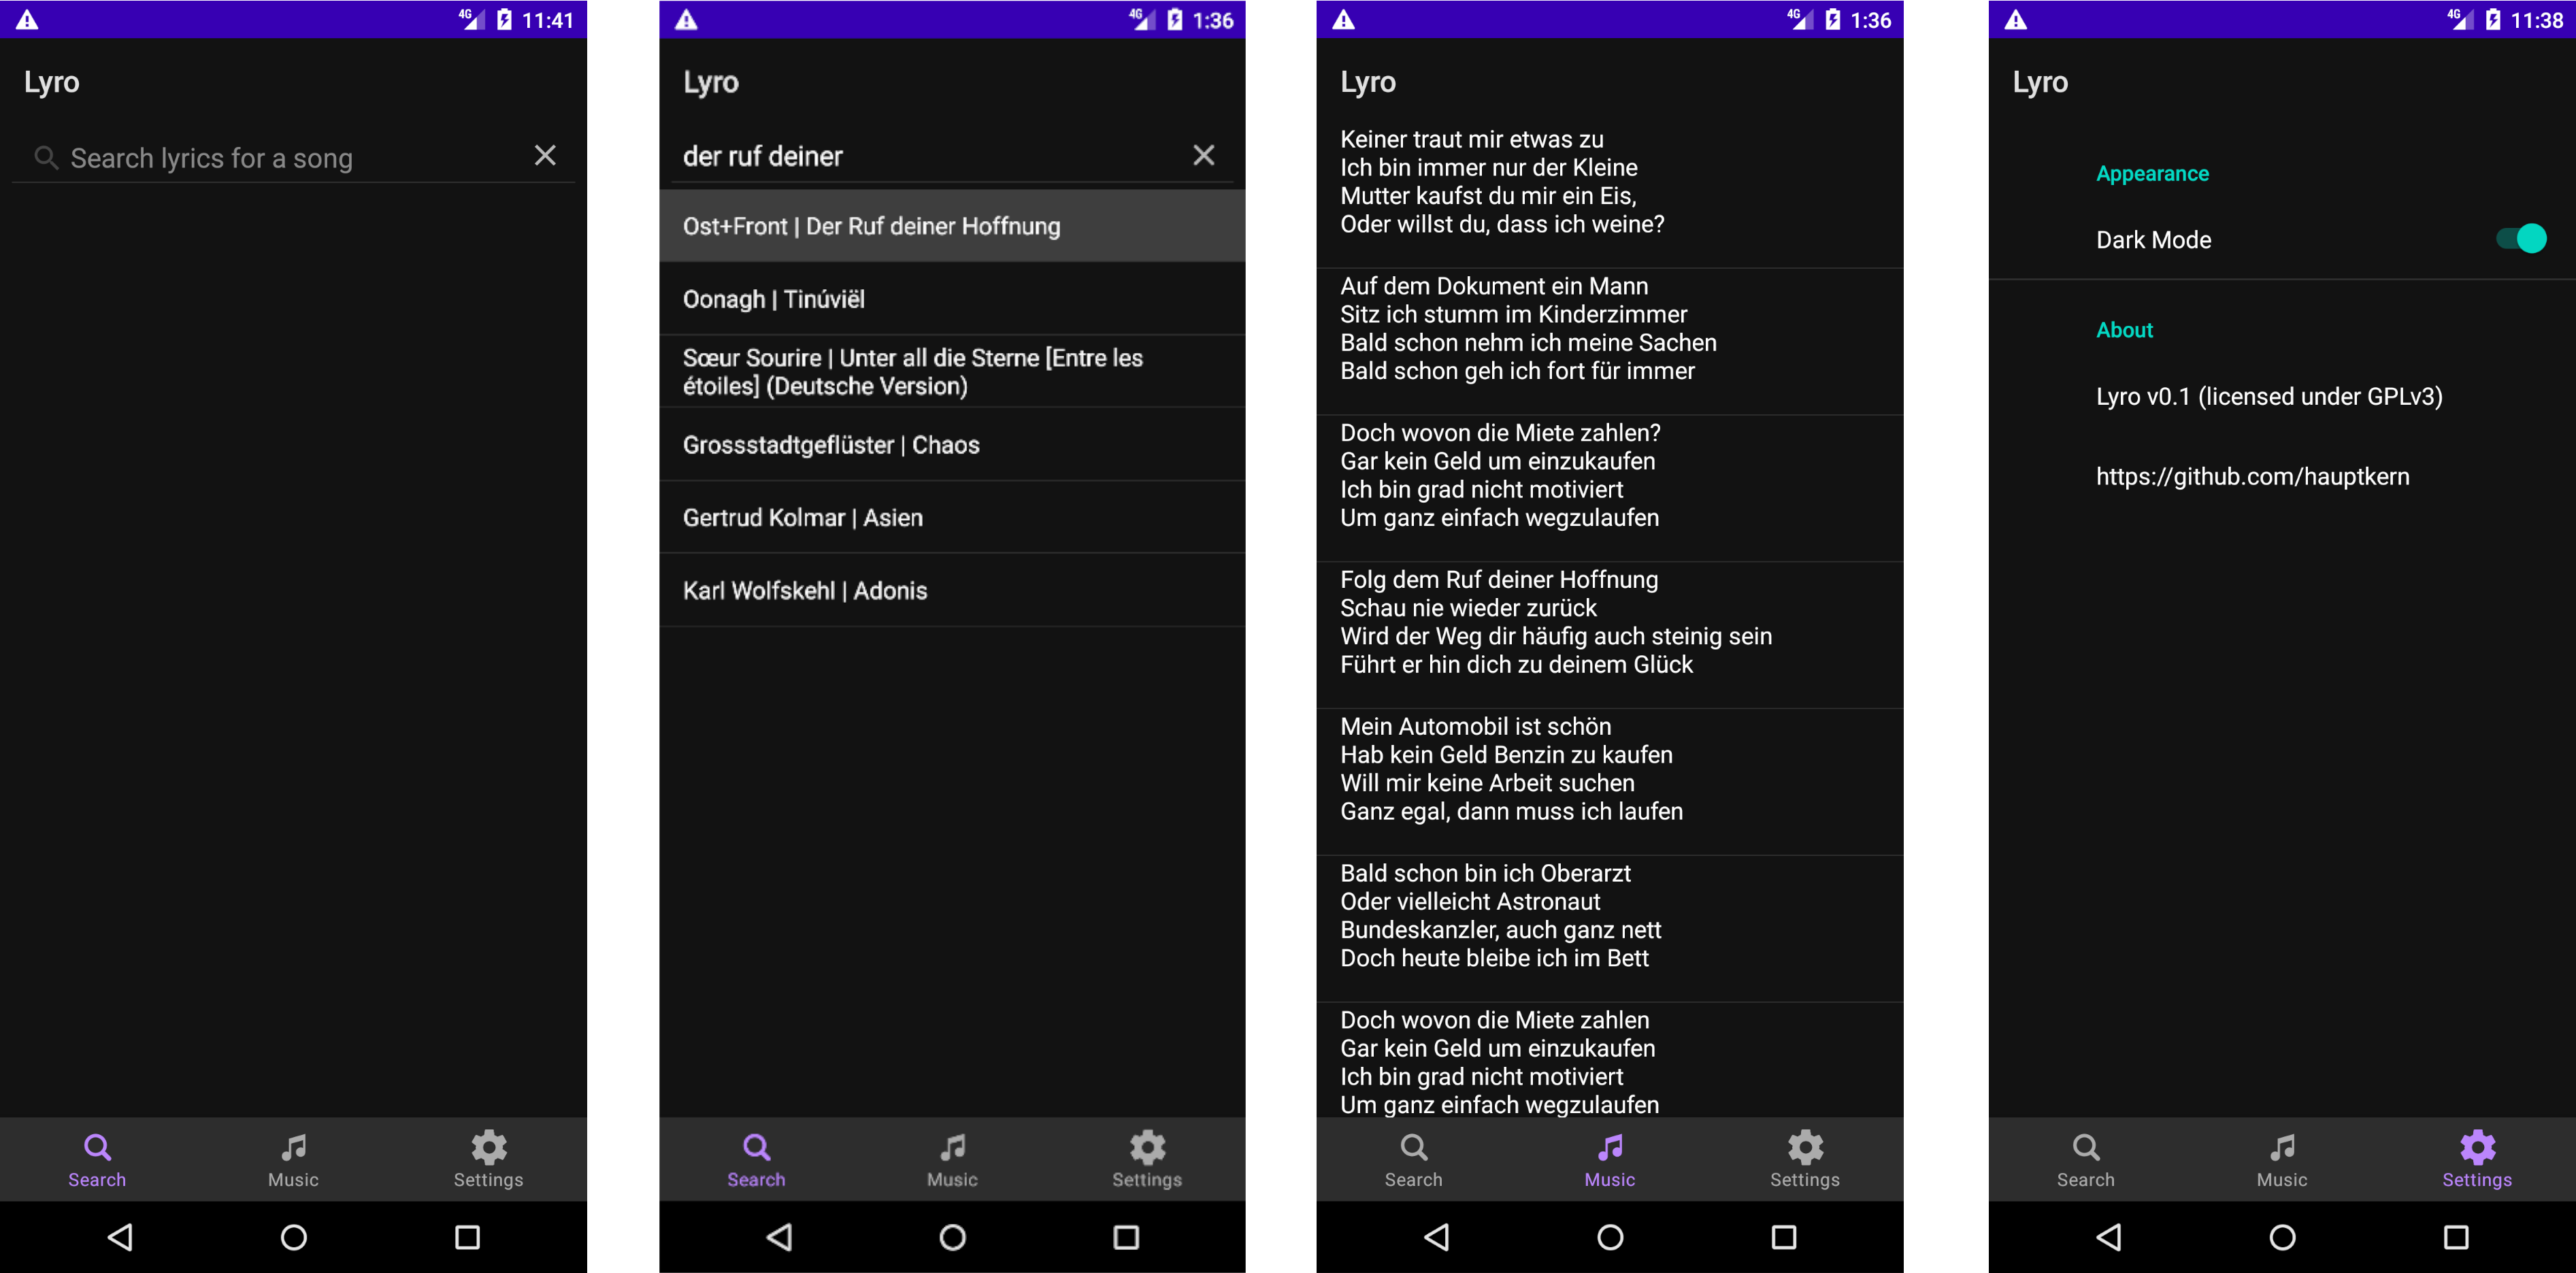 4G 11:41
Lyro
Search lyrics for a song
Search Music Settings
4G 1:36
Lyro
der ruf deiner
Ost+Front | Der Ruf deiner Hoffnung
Oonagh | Tinúviël
Sœur Sourire | Unter all die Sterne [Entre les
étoiles] (Deutsche Version)
Grossstadtgeflüster | Chaos
Gertrud Kolmar | Asien
Karl Wolfskehl | Adonis
Search Music Settings
4G 1:36
Lyro
Keiner traut mir etwas zu
Ich bin immer nur der Kleine
Mutter kaufst du mir ein Eis,
Oder willst du, dass ich weine?
Auf dem Dokument ein Mann
Sitz ich stumm im Kinderzimmer
Bald schon nehm ich meine Sachen
Bald schon geh ich fort für immer
Doch wovon die Miete zahlen?
Gar kein Geld um einzukaufen
Ich bin grad nicht motiviert
Um ganz einfach wegzulaufen
Folg dem Ruf deiner Hoffnung
Schau nie wieder zurück
Wird der Weg dir häufig auch steinig sein
Führt er hin dich zu deinem Glück
Mein Automobil ist schön
Hab kein Geld Benzin zu kaufen
Will mir keine Arbeit suchen
Ganz egal, dann muss ich laufen
Bald schon bin ich Oberarzt
Oder vielleicht Astronaut
Bundeskanzler, auch ganz nett
Doch heute bleibe ich im Bett
Doch wovon die Miete zahlen
Gar kein Geld um einzukaufen
Ich bin grad nicht motiviert
Um ganz einfach wegzulaufen
Search Music Settings
4G 11:38
Lyro
Appearance
Dark Mode
About
Lyro v0.1 (licensed under GPLv3)
https://github.com/hauptkern
Search Music Settings